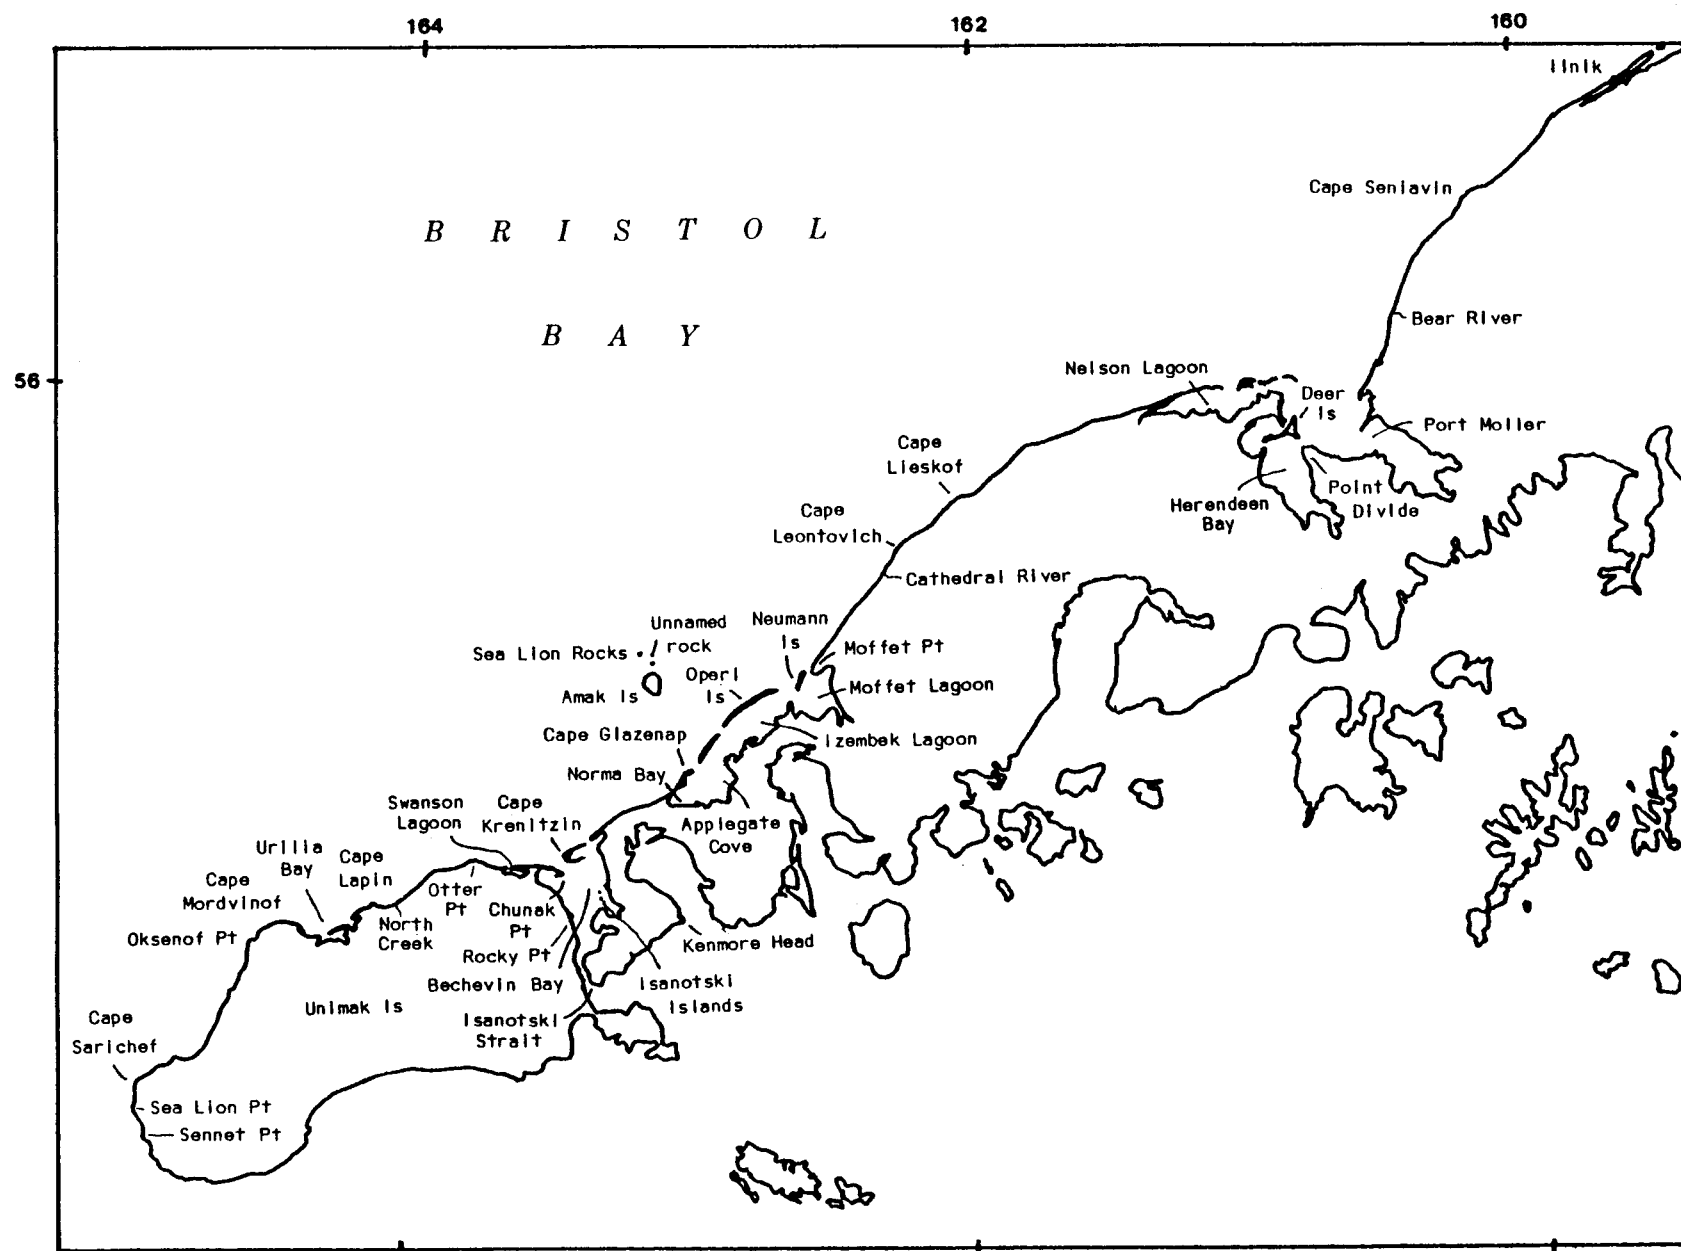 164
162
160
Ilnik
Cape Seniavin
B R I S T O L
Bear River
B A Y
Nelson Lagoon
56
Deer
Is
Port Moller
Cape
Lieskof
Point
Divide
Herendeen
Bay
Cape
Leontovich
Cathedral River
Unnamed
rock
Neumann
Is
Sea Lion Rocks
Moffet Pt
Operl
Is
Amak Is
Moffet Lagoon
Cape Glazenap
Izembek Lagoon
Norma Bay
Swanson
Lagoon
Cape
Krenitzin
Applegate
Cove
Urilia
Bay
Cape
Lapin
Cape
Mordvinof
Otter
Pt
Chunak
Pt
North
Creek
Oksenof Pt
Kenmore Head
Rocky Pt
Bechevin Bay
Isanotski
Islands
Unimak Is
Isanotski
Strait
Cape
Sarichef
Sea Lion Pt
Sennet Pt